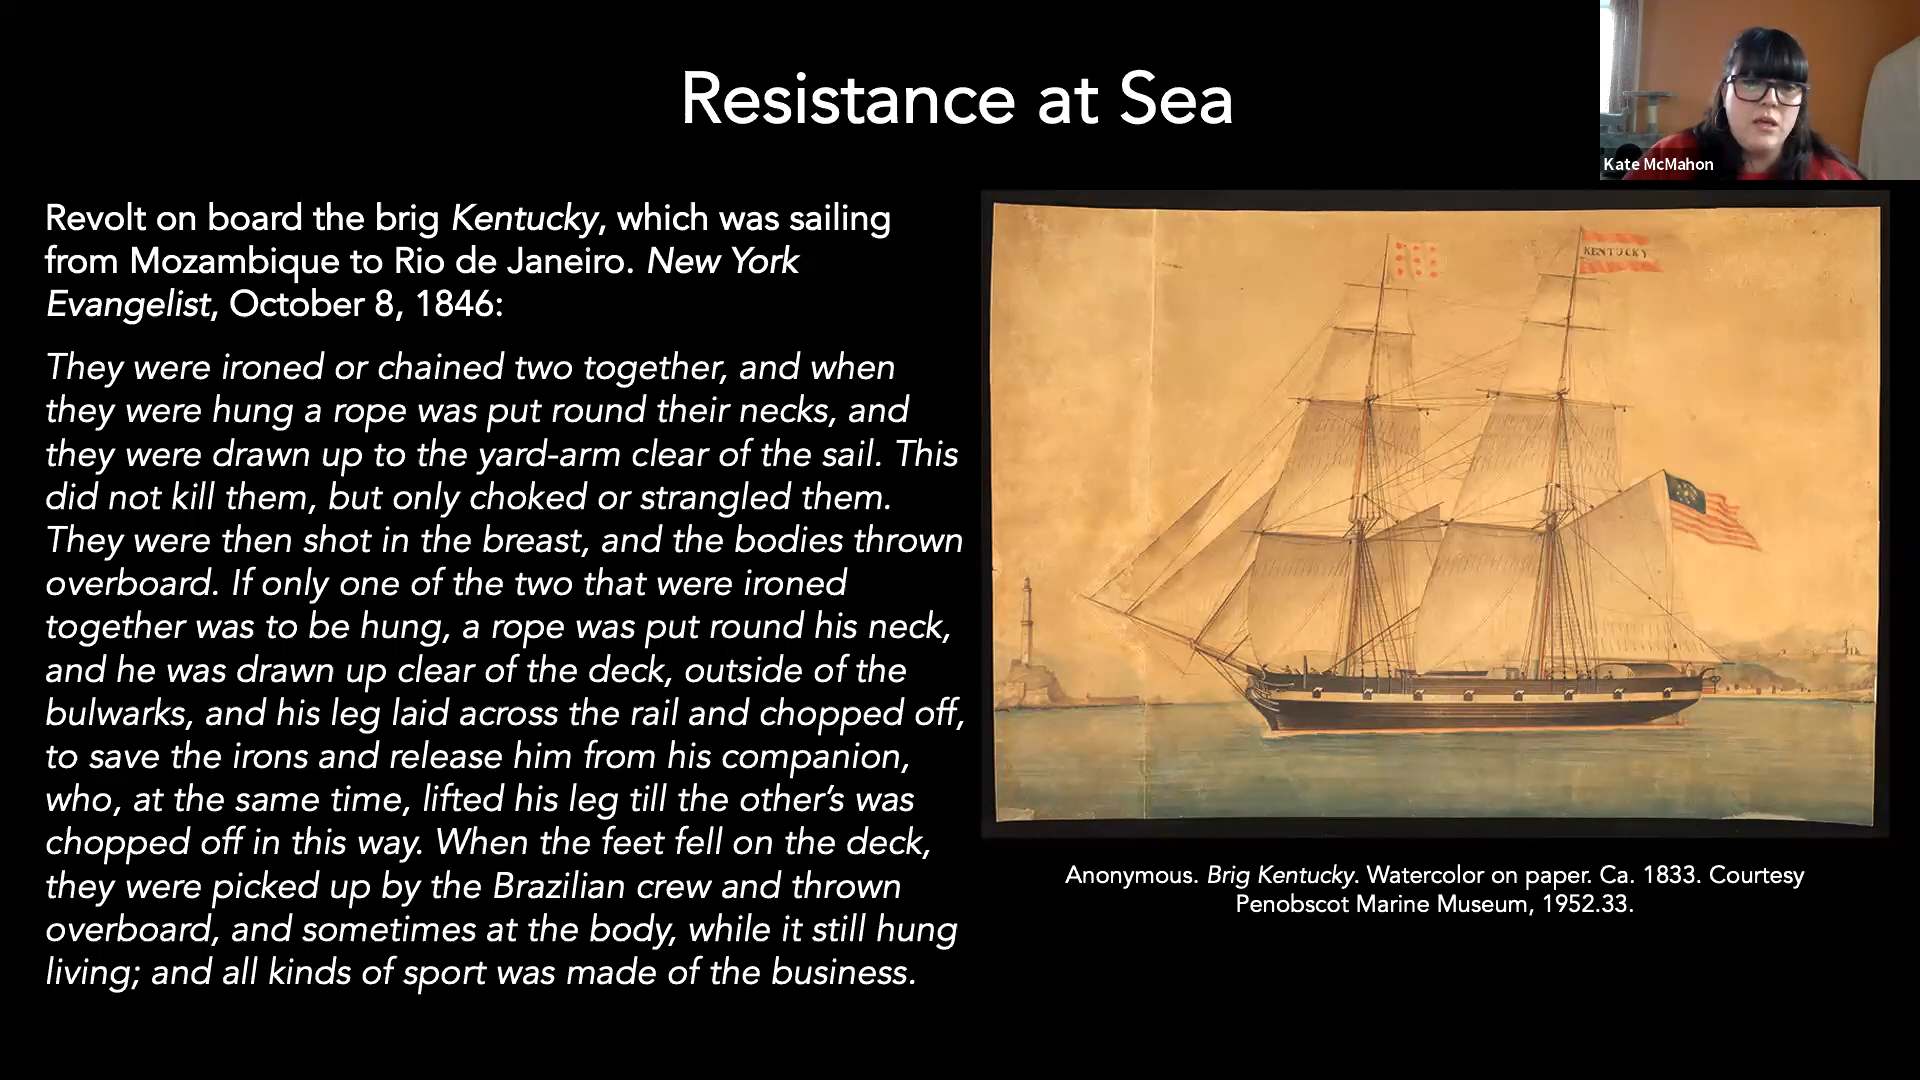 Resistance at Sea
Kate McMahon
Revolt on board the brig Kentucky, which was sailing
from Mozambique to Rio de Janeiro. New York
Evangelist, October 8, 1846:
They were ironed or chained two together, and when
they were hung a rope was put round their necks, and
they were drawn up to the yard-arm clear of the sail. This
did not kill them, but only choked or strangled them.
They were then shot in the breast, and the bodies thrown
overboard. If only one of the two that were ironed
together was to be hung, a rope was put round his neck,
and he was drawn up clear of the deck, outside of the
bulwarks, and his leg laid across the rail and chopped off,
to save the irons and release him from his companion,
who, at the same time, lifted his leg till the other’s was
chopped off in this way. When the feet fell on the deck,
they were picked up by the Brazilian crew and thrown
overboard, and sometimes at the body, while it still hung
living; and all kinds of sport was made of the business.
KENTUCKY
Anonymous. Brig Kentucky. Watercolor on paper. Ca. 1833. Courtesy
Penobscot Marine Museum, 1952.33.